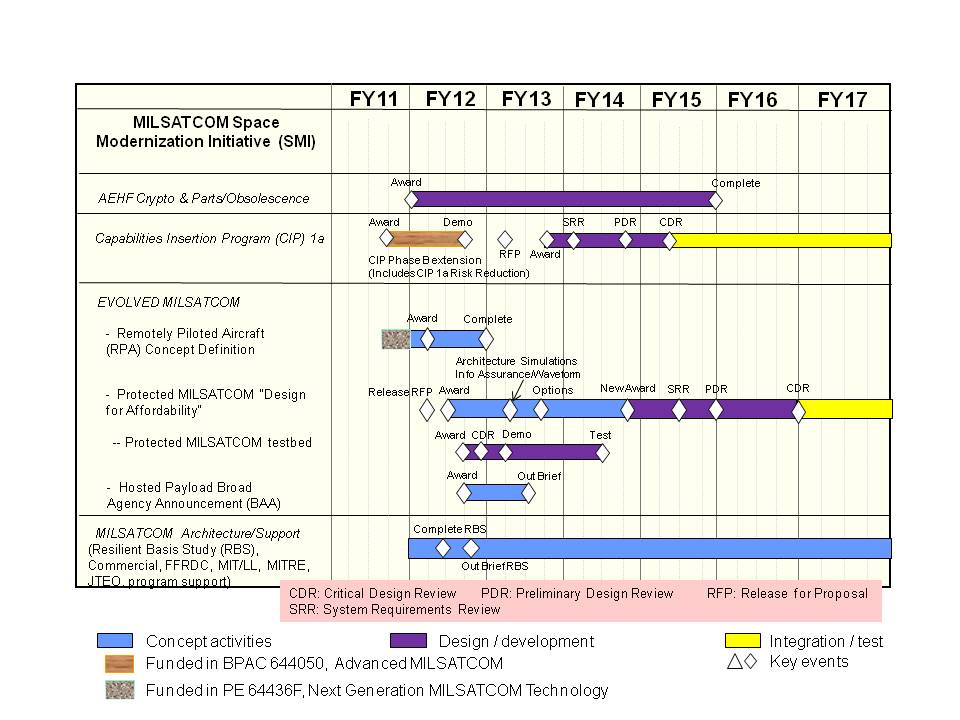 FY11 FY12 FY13 FY14 FY15 FY16 FY17
MILSATCOM Space
Modernization Initiative (SMI)
Award Complete
AEHF Crypto & Parts/Obsolescence
Award Demo SRR PDR CDR
Capabilities Insertion Program (CIP) 1a
RFP Award
CIP Phase B extension
(Includes CIP 1a Risk Reduction)
EVOLVED MILSATCOM
Award Complete
- Remotely Piloted Aircraft
(RPA) Concept Definition
Architecture Simulations
Info Assurance/Waveform
Release RFP Award Options New Award SRR PDR CDR
- Protected MILSATCOM "Design
for Affordability"
Award CDR Demo Test
-- Protected MILSATCOM testbed
Award Out Brief
- Hosted Payload Broad
Agency Announcement (BAA)
Complete RBS
MILSATCOM Architecture/Support
(Resilient Basis Study (RBS),
Commercial, FFRDC, MIT/LL, MITRE,
JTEO, program support)
Out Brief RBS
CDR: Critical Design Review PDR: Preliminary Design Review RFP: Release for Proposal
SRR: System Requirements Review
Concept activities Design / development Integration / test
Funded in BPAC 644050, Advanced MILSATCOM Key events
Funded in PE 64436F, Next Generation MILSATCOM Technology